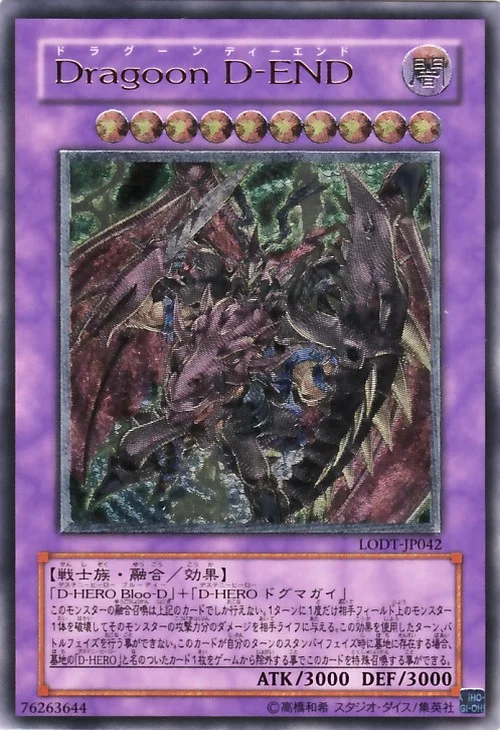 ドラグーンディーエンド
Dragoon D-END
闇
LODT-JP042
【戦士族・融合／効果】
「D-HERO Bloo-D」+「D-HERO ドグマガイ」
このモンスターの融合召喚は上記のカードでしか行えない。1ターンに1度だけ相手フィールド上のモンスター
1体を破壊してそのモンスターの攻撃力分のダメージを相手ライフに与える。この効果を使用したターン、バ
トルフェイズを行う事ができない。このカードが自分のターンのスタンバイフェイズ時に墓地に存在する場合、
墓地の「D-HERO」と名のついたカード1枚をゲームから除外する事でこのカードを特殊召喚する事ができる。
ATK/3000 DEF/3000
76263644
©高橋和希 スタジオ・ダイス/集英社